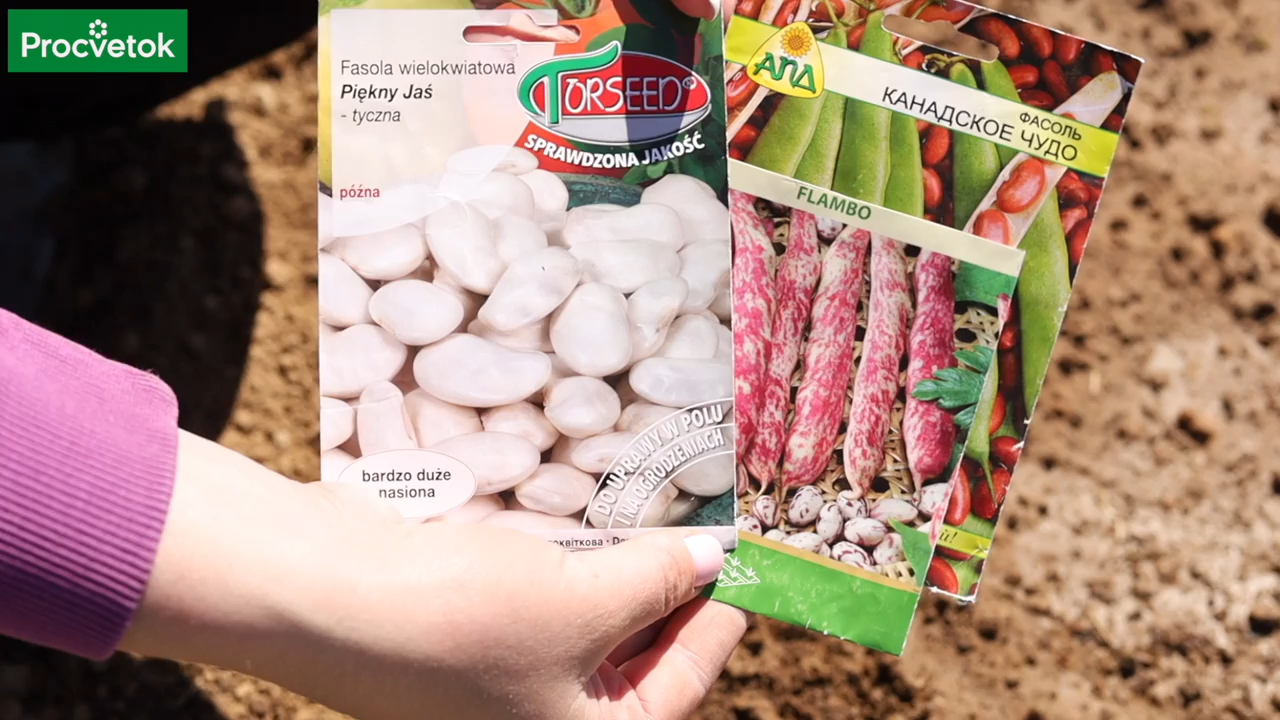 Procvetok
Fasola wielokwiatowa
Piękny Jaś
- tyczna
TORSEED®
SPRAWDZONA JAKOŚĆ
późna
bardzo duże
nasiona
DO UPRAWY W POLU
I NA OGRODZENIACH
АПД
ФАСОЛЬ
КАНАДСКОЕ ЧУДО
FLAMBO